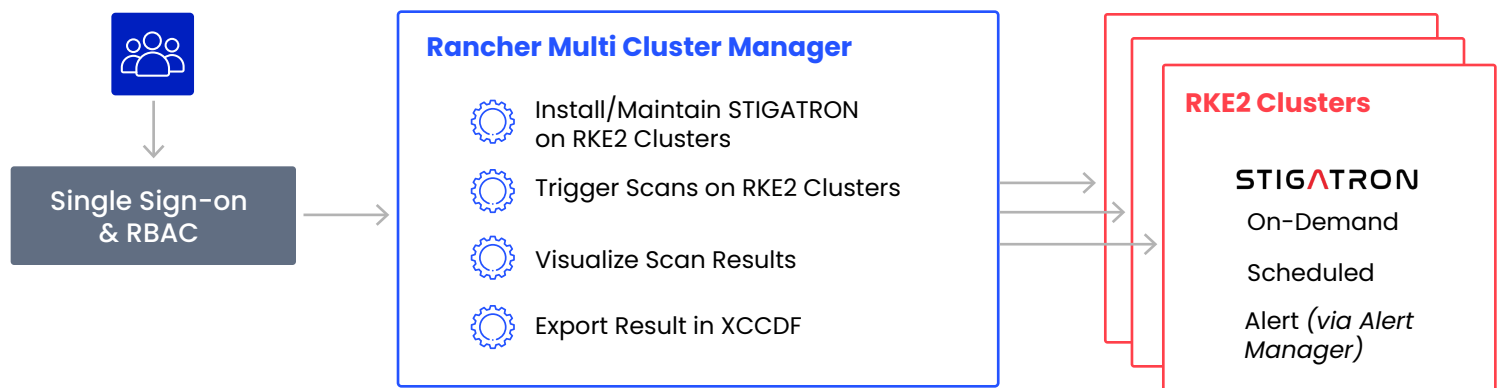 Single Sign-on
& RBAC
Rancher Multi Cluster Manager
Install/Maintain STIGATRON
on RKE2 Clusters
Trigger Scans on RKE2 Clusters
Visualize Scan Results
Export Result in XCCDF
RKE2 Clusters
STIGATRON
On-Demand
Scheduled
Alert (via Alert
Manager)